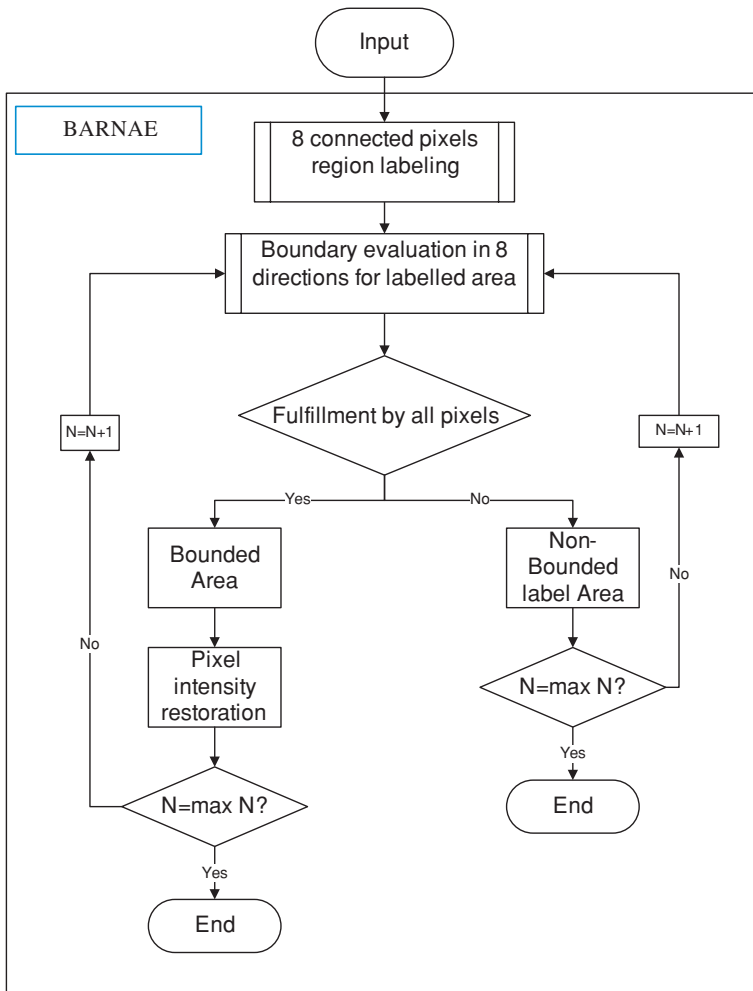 Input
BARNAE
8 connected pixels
region labeling
Boundary evaluation in 8
directions for labelled area
Fulfillment by all pixels
N=N+1
N=N+1
Yes
No
Bounded
Area
Non-
Bounded
label Area
No
No
Pixel
intensity
restoration
N=max N?
Yes
End
N=max N?
Yes
End